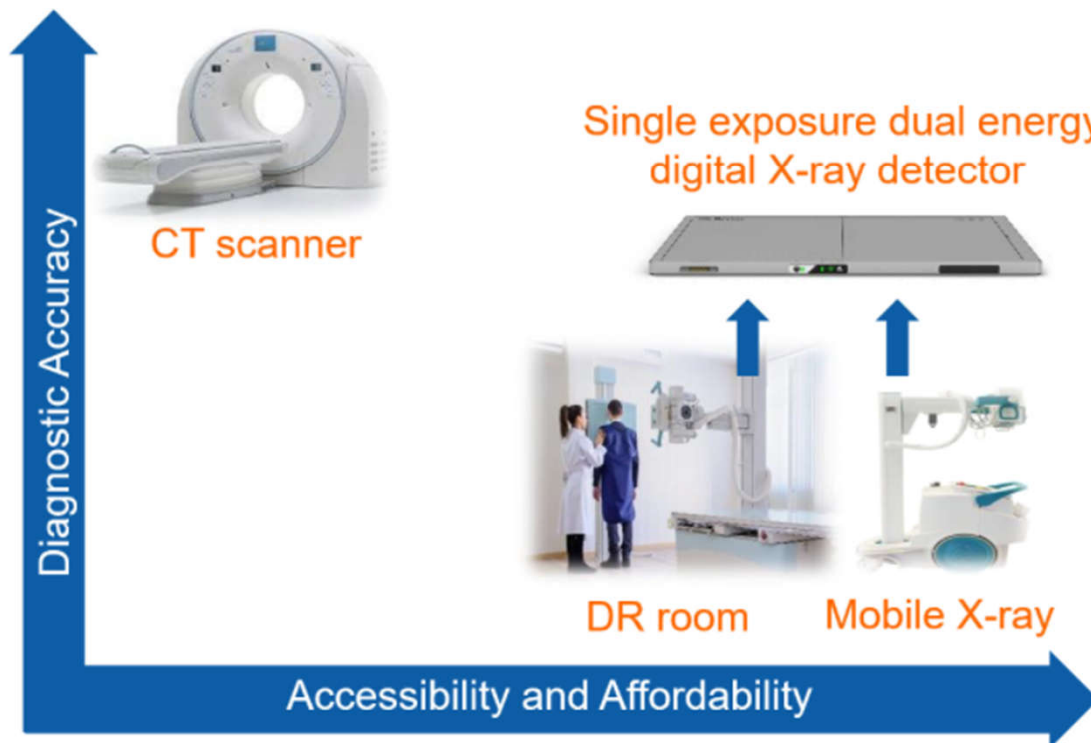 Single exposure dual energy
digital X-ray detector
CT scanner
Diagnostic Accuracy
DR room
Mobile X-ray
Accessibility and Affordability